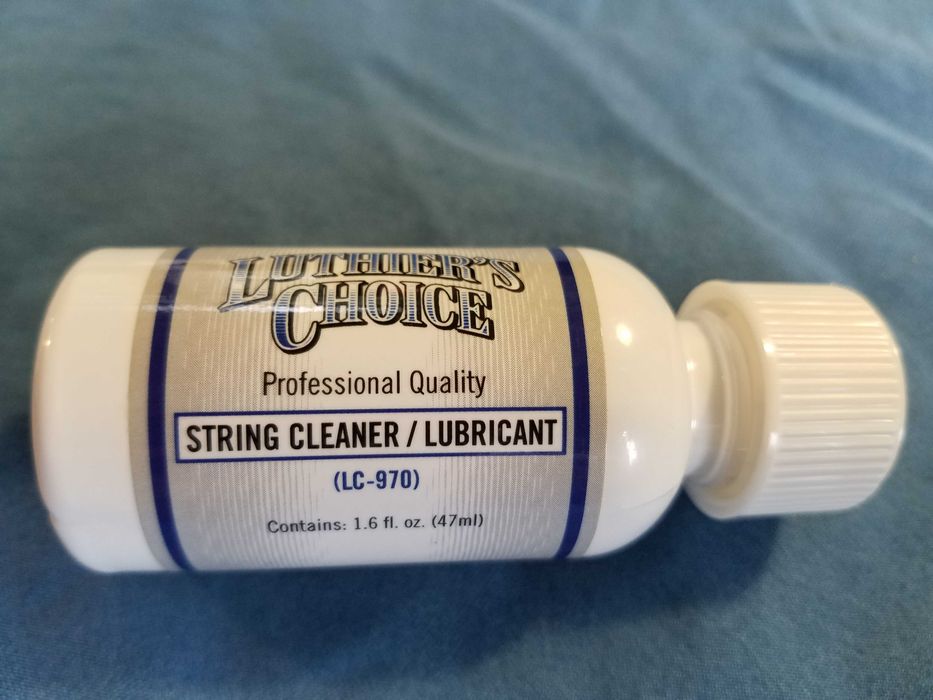 LUTHIER'S
CHOICE
Professional Quality
STRING CLEANER / LUBRICANT
(LC-970)
Contains: 1.6 fl. oz. (47ml)